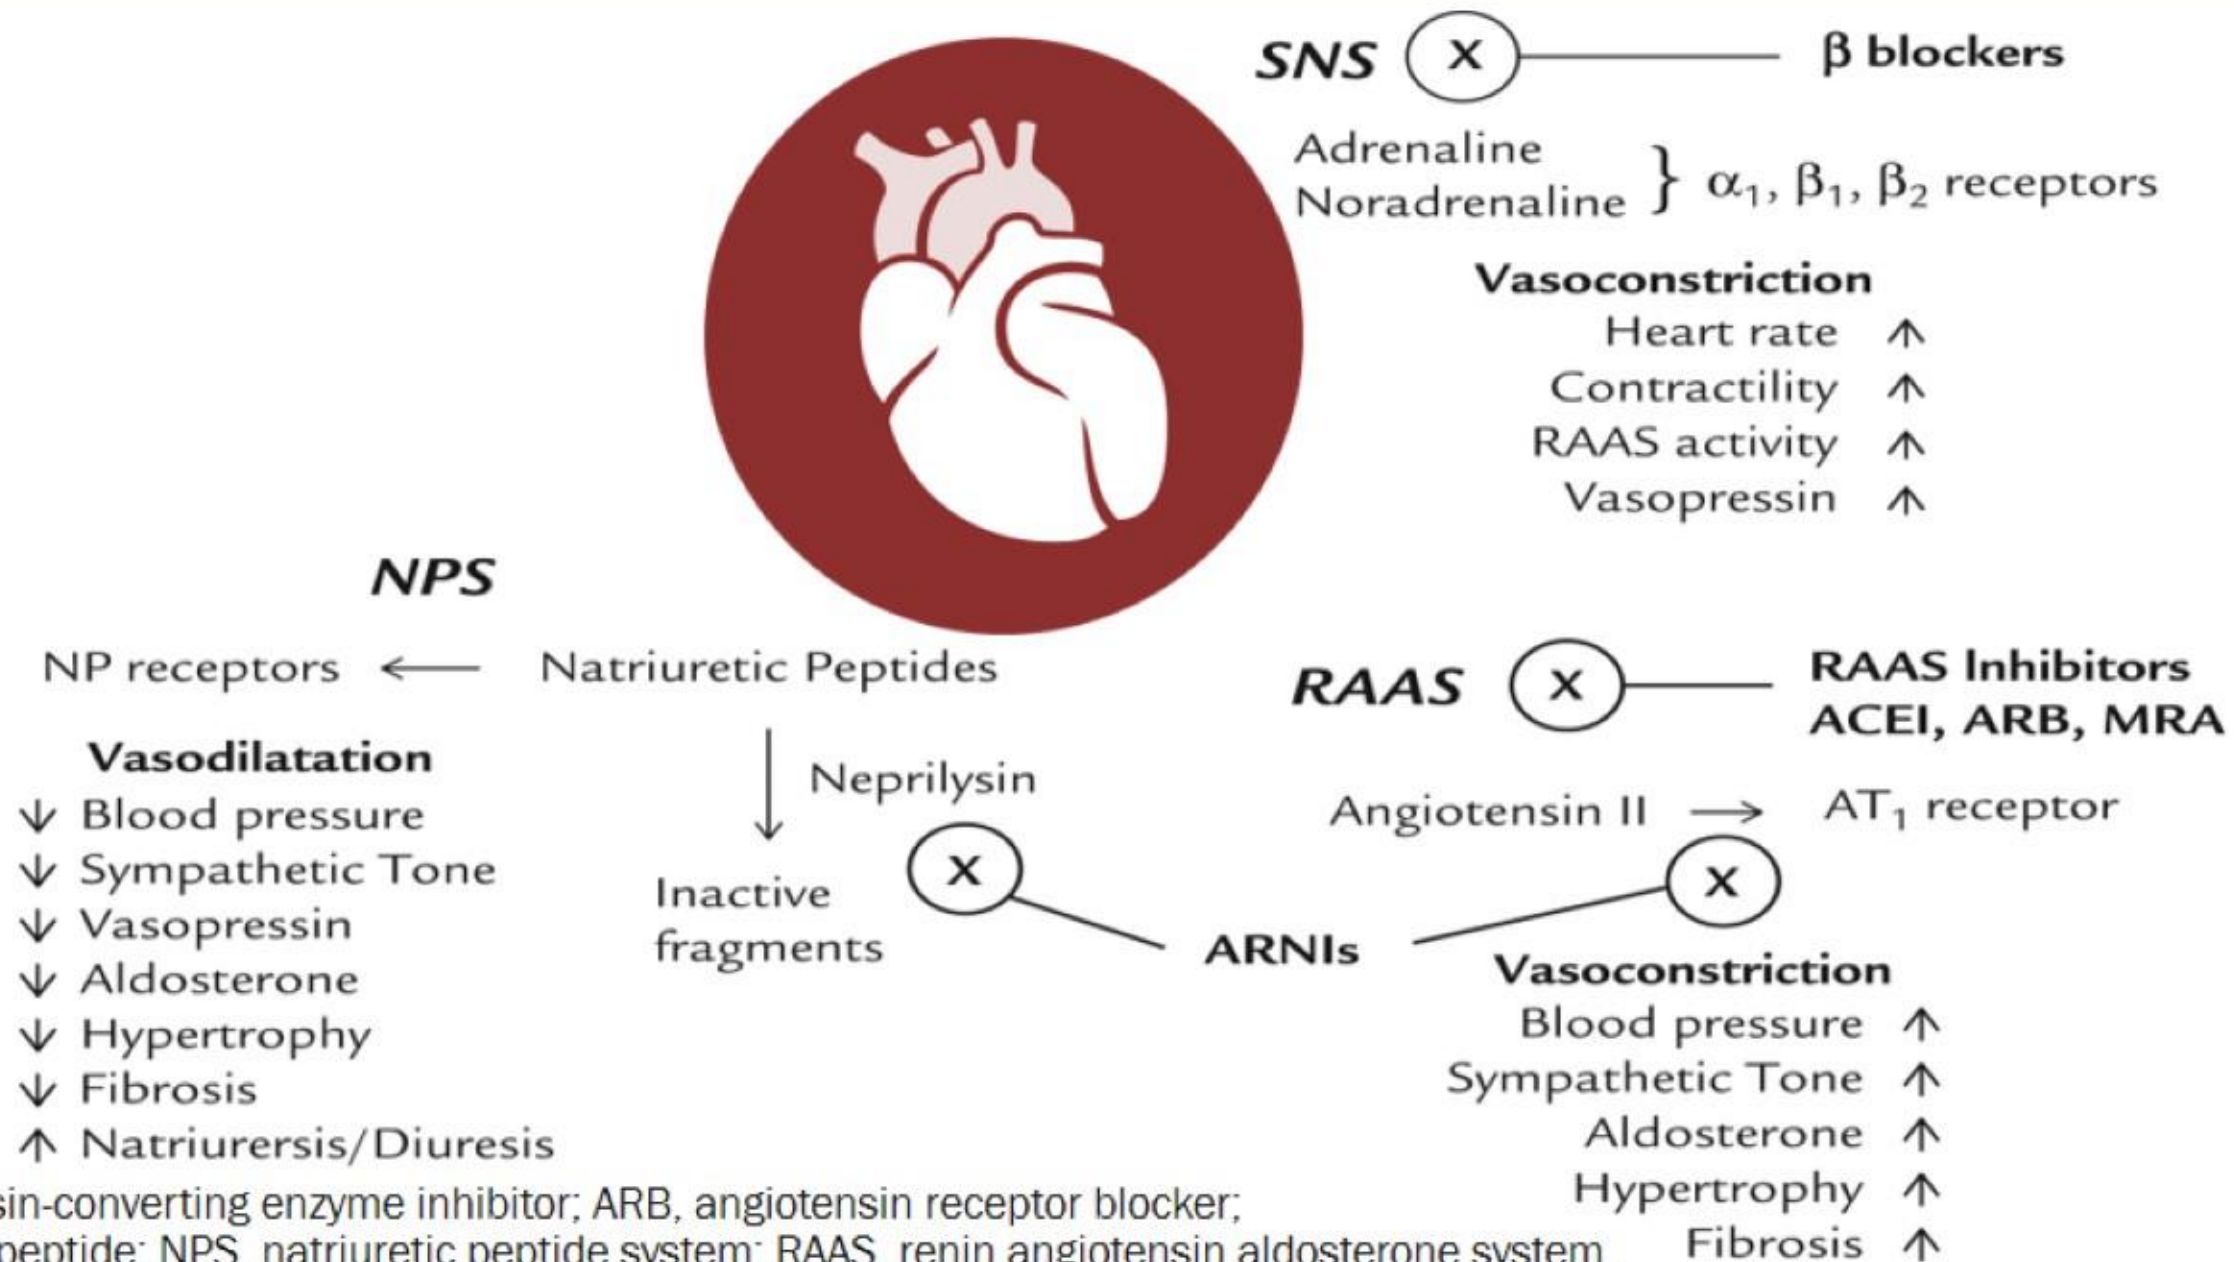 SNS X β blockers
Adrenaline
Noradrenaline } α₁, β₁, β₂ receptors
Vasoconstriction
Heart rate ↑
Contractility ↑
RAAS activity ↑
Vasopressin ↑
NPS
NP receptors ← Natriuretic Peptides
Vasodilatation
↓ Blood pressure
↓ Sympathetic Tone
↓ Vasopressin
↓ Aldosterone
↓ Hypertrophy
↓ Fibrosis
↑ Natriurersis/Diuresis
Neprilysin
X
Inactive
fragments
ARNIs
RAAS X RAAS Inhibitors
ACEI, ARB, MRA
Angiotensin II → AT₁ receptor
X
Vasoconstriction
Blood pressure ↑
Sympathetic Tone ↑
Aldosterone ↑
Hypertrophy ↑
Fibrosis ↑
sin-converting enzyme inhibitor; ARB, angiotensin receptor blocker;
peptide; NPS, natriuretic peptide system; RAAS, renin angiotensin aldosterone system